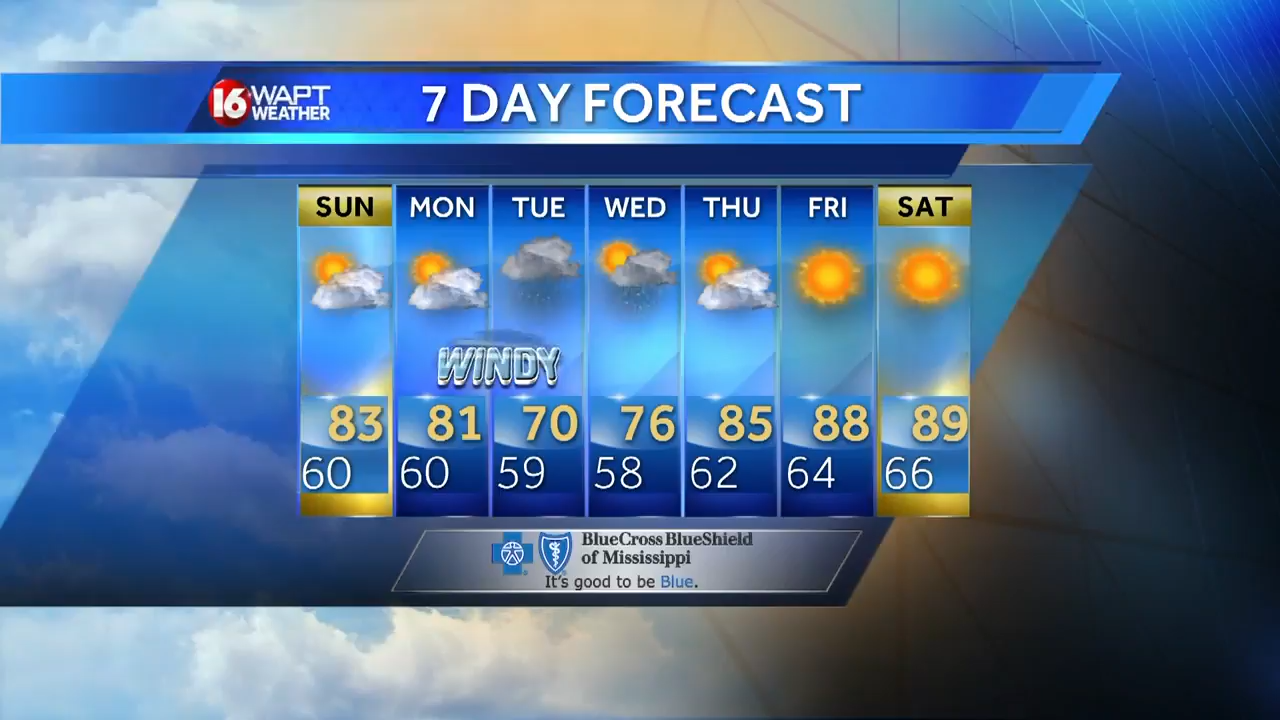 16 WAPT
WEATHER
7 DAY FORECAST
SUN MON TUE WED THU FRI SAT
WINDY
83 81 70 76 85 88 89
60 60 59 58 62 64 66
BlueCross BlueShield
of Mississippi
It's good to be Blue.